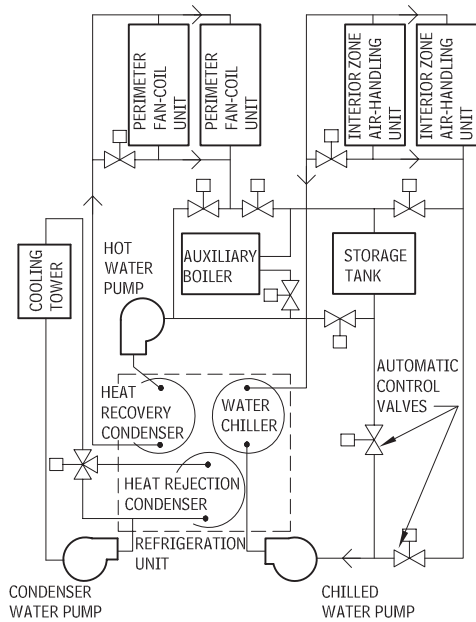 PERIMETER
FAN-COIL
UNIT
PERIMETER
FAN-COIL
UNIT
INTERIOR ZONE
AIR-HANDLING
UNIT
INTERIOR ZONE
AIR-HANDLING
UNIT
COOLING
TOWER
HOT
WATER
PUMP
AUXILIARY
BOILER
STORAGE
TANK
AUTOMATIC
CONTROL
VALVES
HEAT
RECOVERY
CONDENSER
WATER
CHILLER
HEAT REJECTION
CONDENSER
REFRIGERATION
UNIT
CONDENSER
WATER PUMP
CHILLED
WATER PUMP